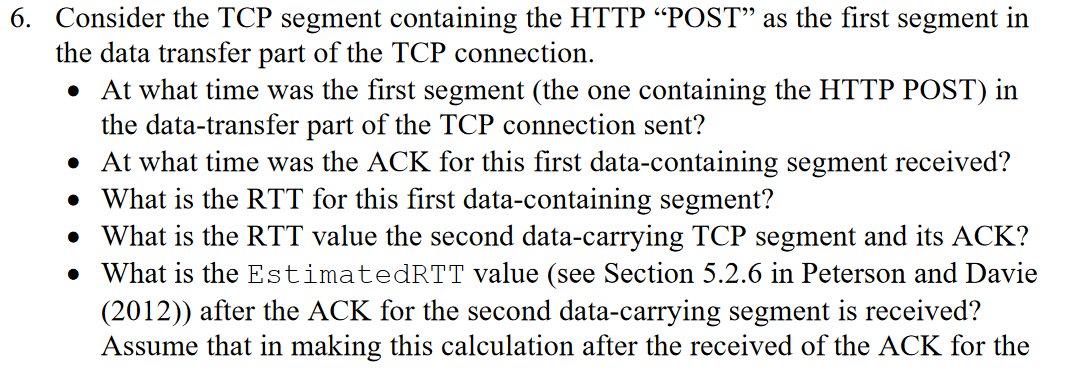 6. Consider the TCP segment containing the HTTP “POST” as the first segment in
the data transfer part of the TCP connection.
• At what time was the first segment (the one containing the HTTP POST) in
the data-transfer part of the TCP connection sent?
• At what time was the ACK for this first data-containing segment received?
• What is the RTT for this first data-containing segment?
• What is the RTT value the second data-carrying TCP segment and its ACK?
• What is the EstimatedRTT value (see Section 5.2.6 in Peterson and Davie
(2012)) after the ACK for the second data-carrying segment is received?
Assume that in making this calculation after the received of the ACK for the